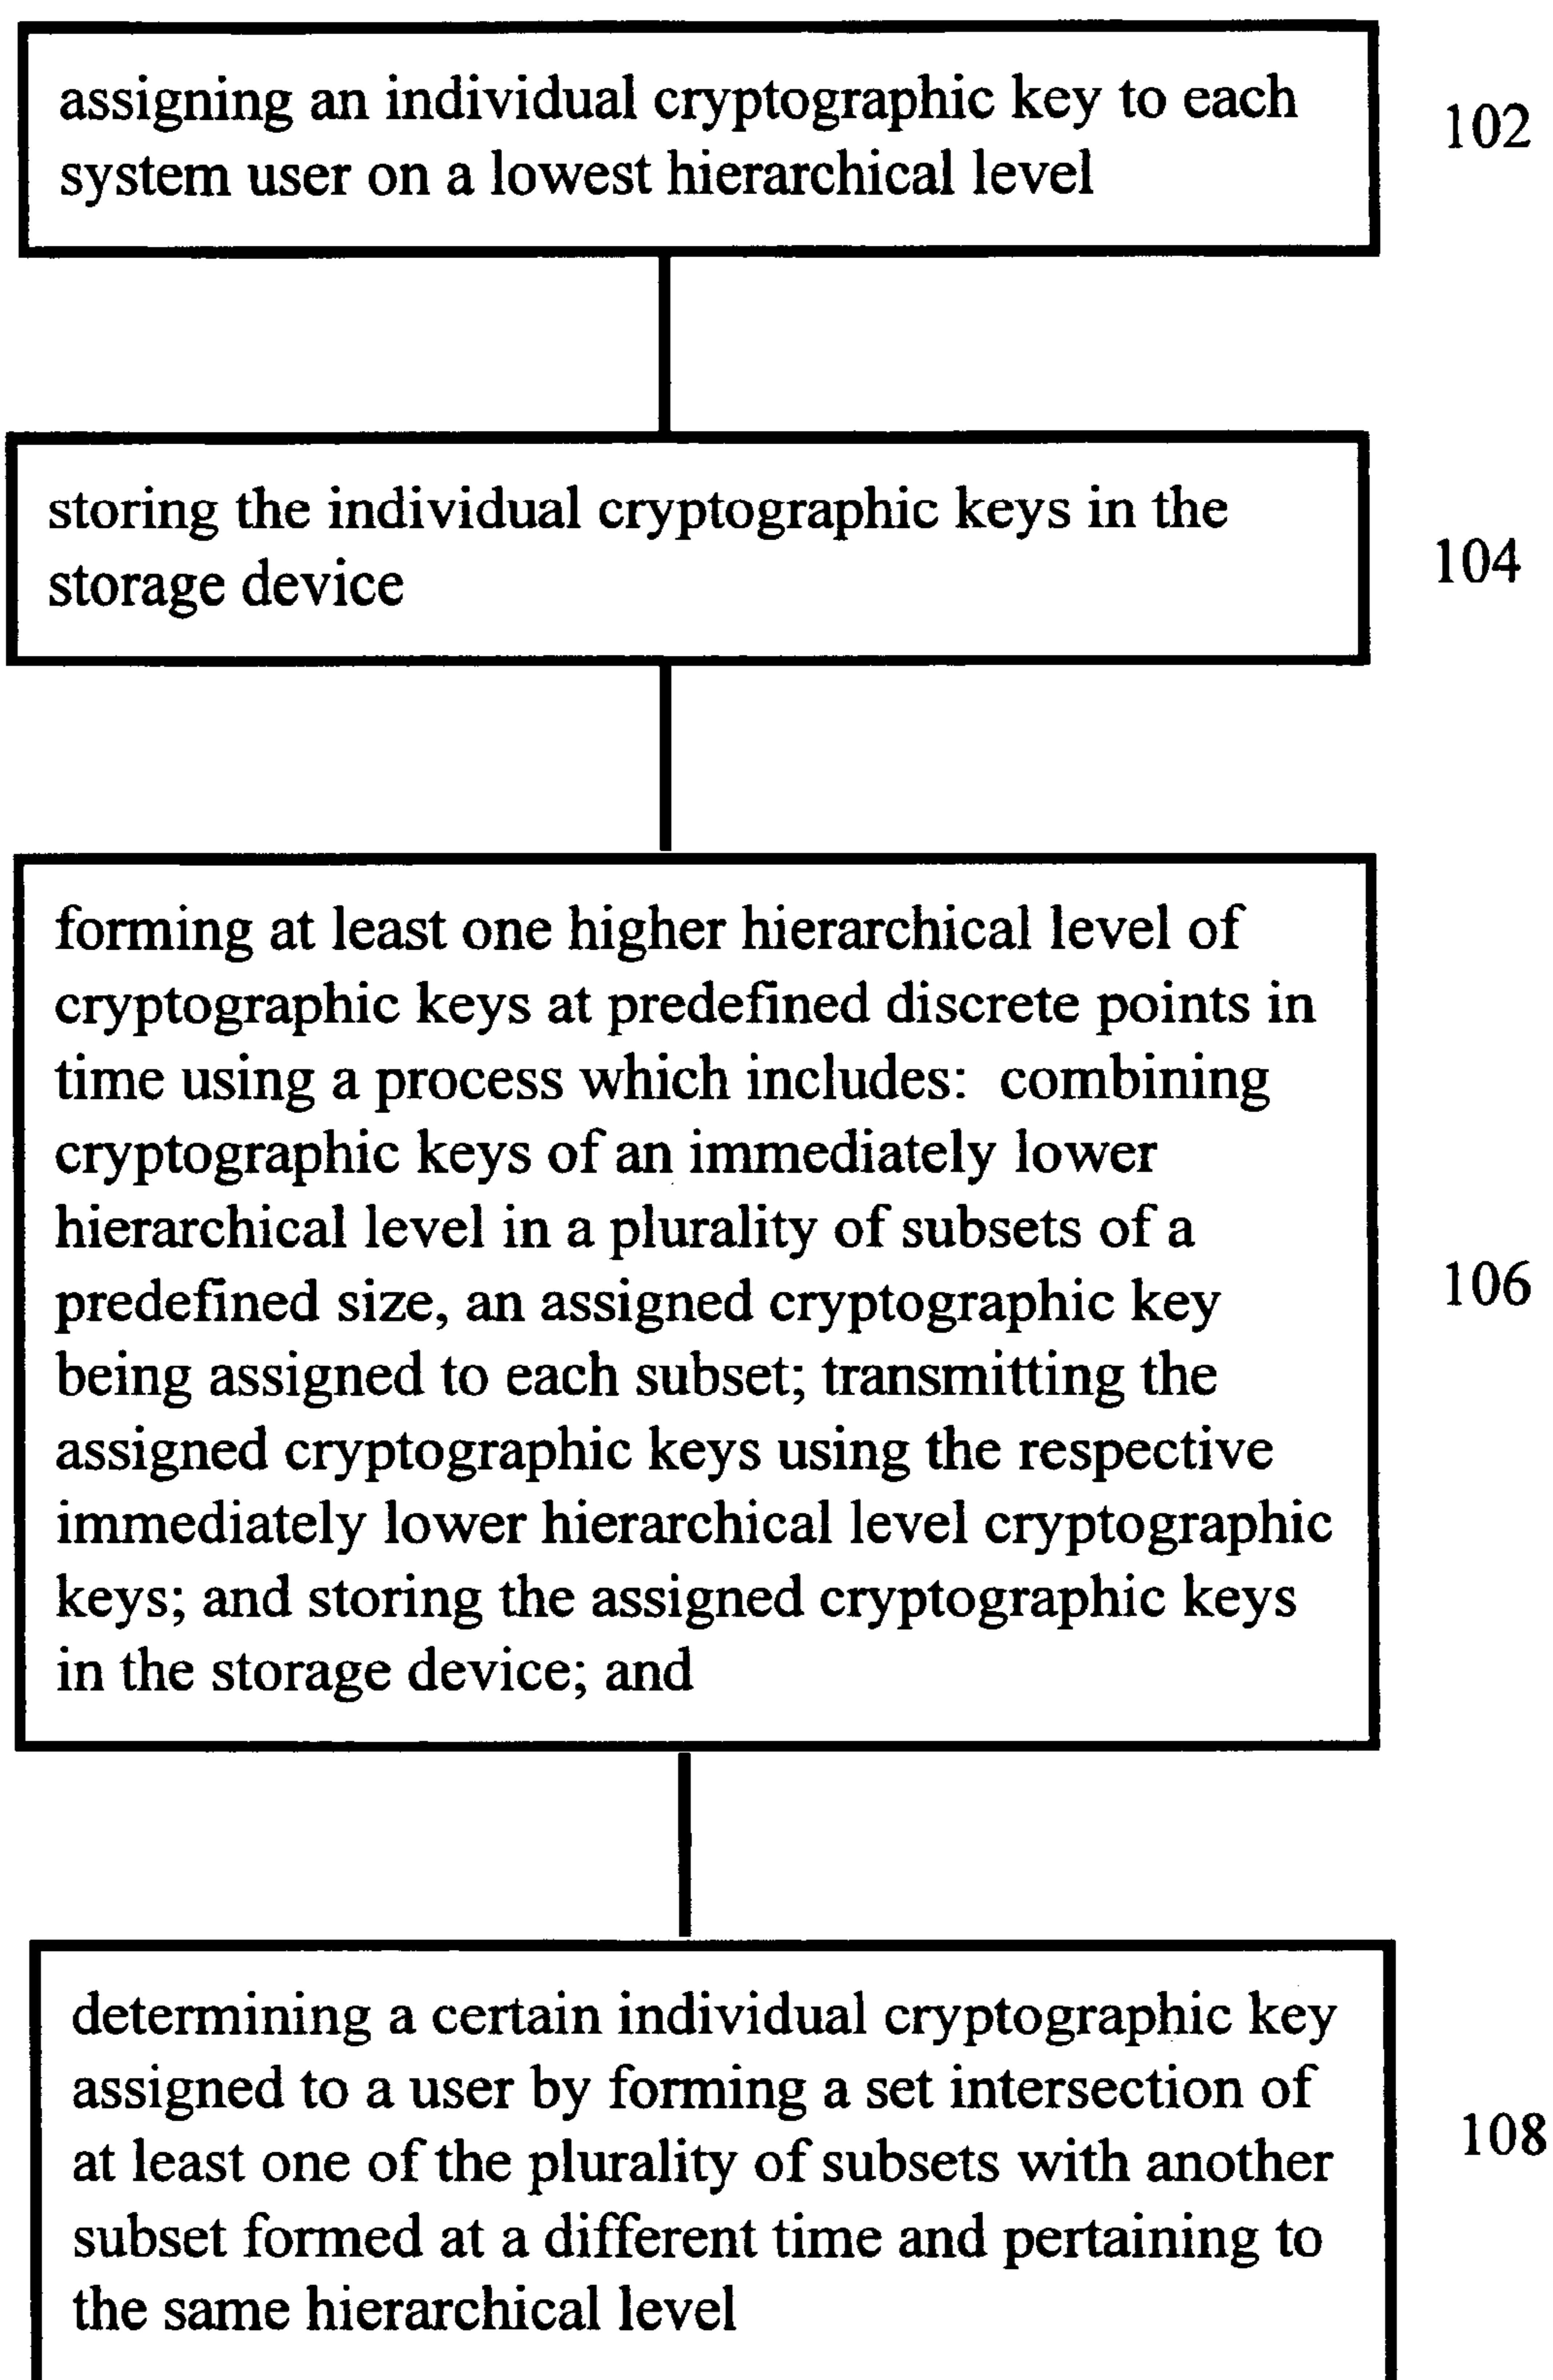 assigning an individual cryptographic key to each
system user on a lowest hierarchical level
102
storing the individual cryptographic keys in the
storage device
104
forming at least one higher hierarchical level of
cryptographic keys at predefined discrete points in
time using a process which includes: combining
cryptographic keys of an immediately lower
hierarchical level in a plurality of subsets of a
predefined size, an assigned cryptographic key
being assigned to each subset; transmitting the
assigned cryptographic keys using the respective
immediately lower hierarchical level cryptographic
keys; and storing the assigned cryptographic keys
in the storage device; and
106
determining a certain individual cryptographic key
assigned to a user by forming a set intersection of
at least one of the plurality of subsets with another
subset formed at a different time and pertaining to
the same hierarchical level
108